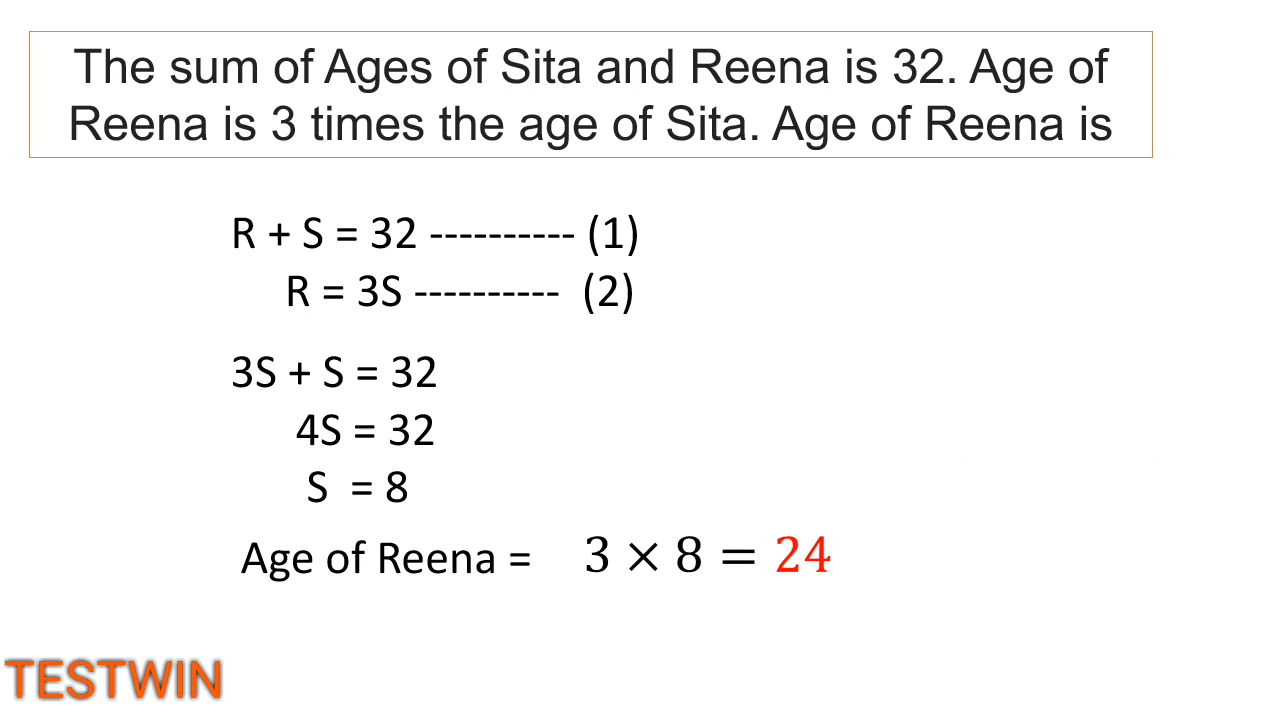 The sum of Ages of Sita and Reena is 32. Age of
Reena is 3 times the age of Sita. Age of Reena is
R + S = 32 ---------- (1)
R = 3S ---------- (2)
3S + S = 32
4S = 32
S = 8
Age of Reena = 3 × 8 = 24
TESTWIN